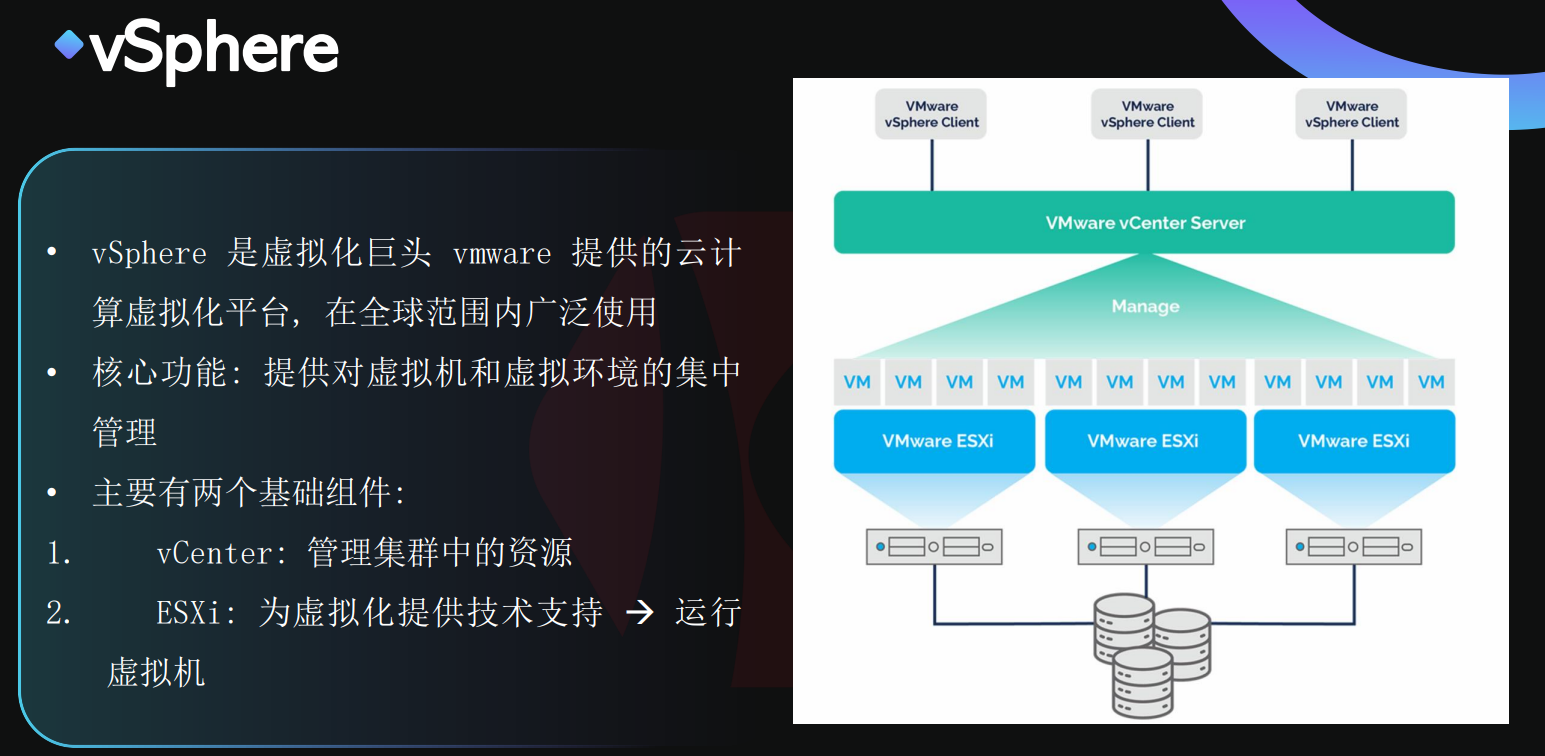 vSphere
• vSphere 是虚拟化巨头 vmware 提供的云计
算虚拟化平台, 在全球范围内广泛使用
• 核心功能: 提供对虚拟机和虚拟环境的集中
管理
• 主要有两个基础组件:
1. vCenter: 管理集群中的资源
2. ESXi: 为虚拟化提供技术支持 → 运行
虚拟机
VMware
vSphere Client
VMware
vSphere Client
VMware
vSphere Client
VMware vCenter Server
Manage
VM VM VM VM VM VM VM VM VM VM VM VM
VMware ESXi VMware ESXi VMware ESXi